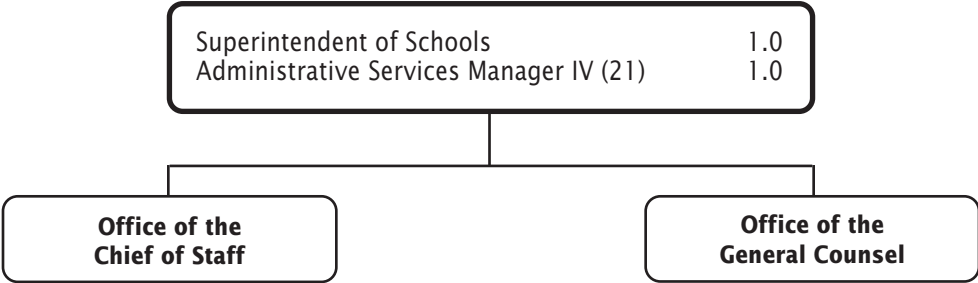 Superintendent of Schools 1.0
Administrative Services Manager IV (21) 1.0
Office of the
Chief of Staff
Office of the
General Counsel